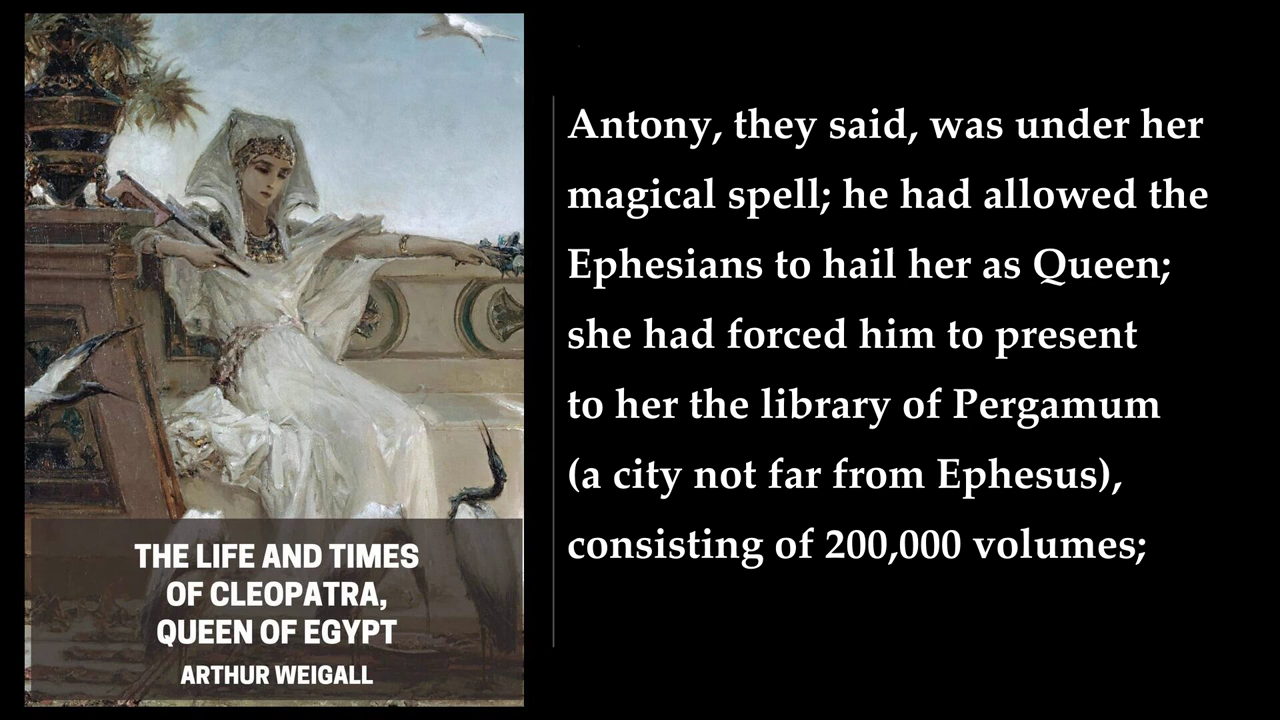 THE LIFE AND TIMES
OF CLEOPATRA,
QUEEN OF EGYPT
ARTHUR WEIGALL
Antony, they said, was under her
magical spell; he had allowed the
Ephesians to hail her as Queen;
she had forced him to present
to her the library of Pergamum
(a city not far from Ephesus),
consisting of 200,000 volumes;